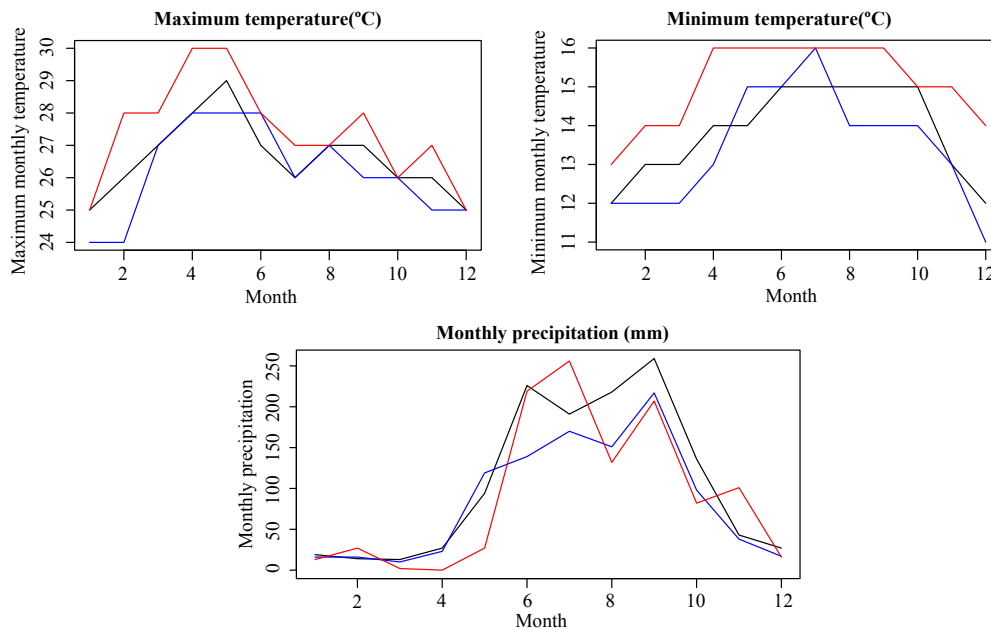 Maximum temperature(ºC)
Maximum monthly temperature
30
29
28
27
26
25
24
2 4 6 8 10 12
Month
Minimum temperature(ºC)
Minimum monthly temperature
16
15
14
13
12
11
2 4 6 8 10 12
Month
Monthly precipitation (mm)
Monthly precipitation
250
200
150
100
50
0
2 4 6 8 10 12
Month